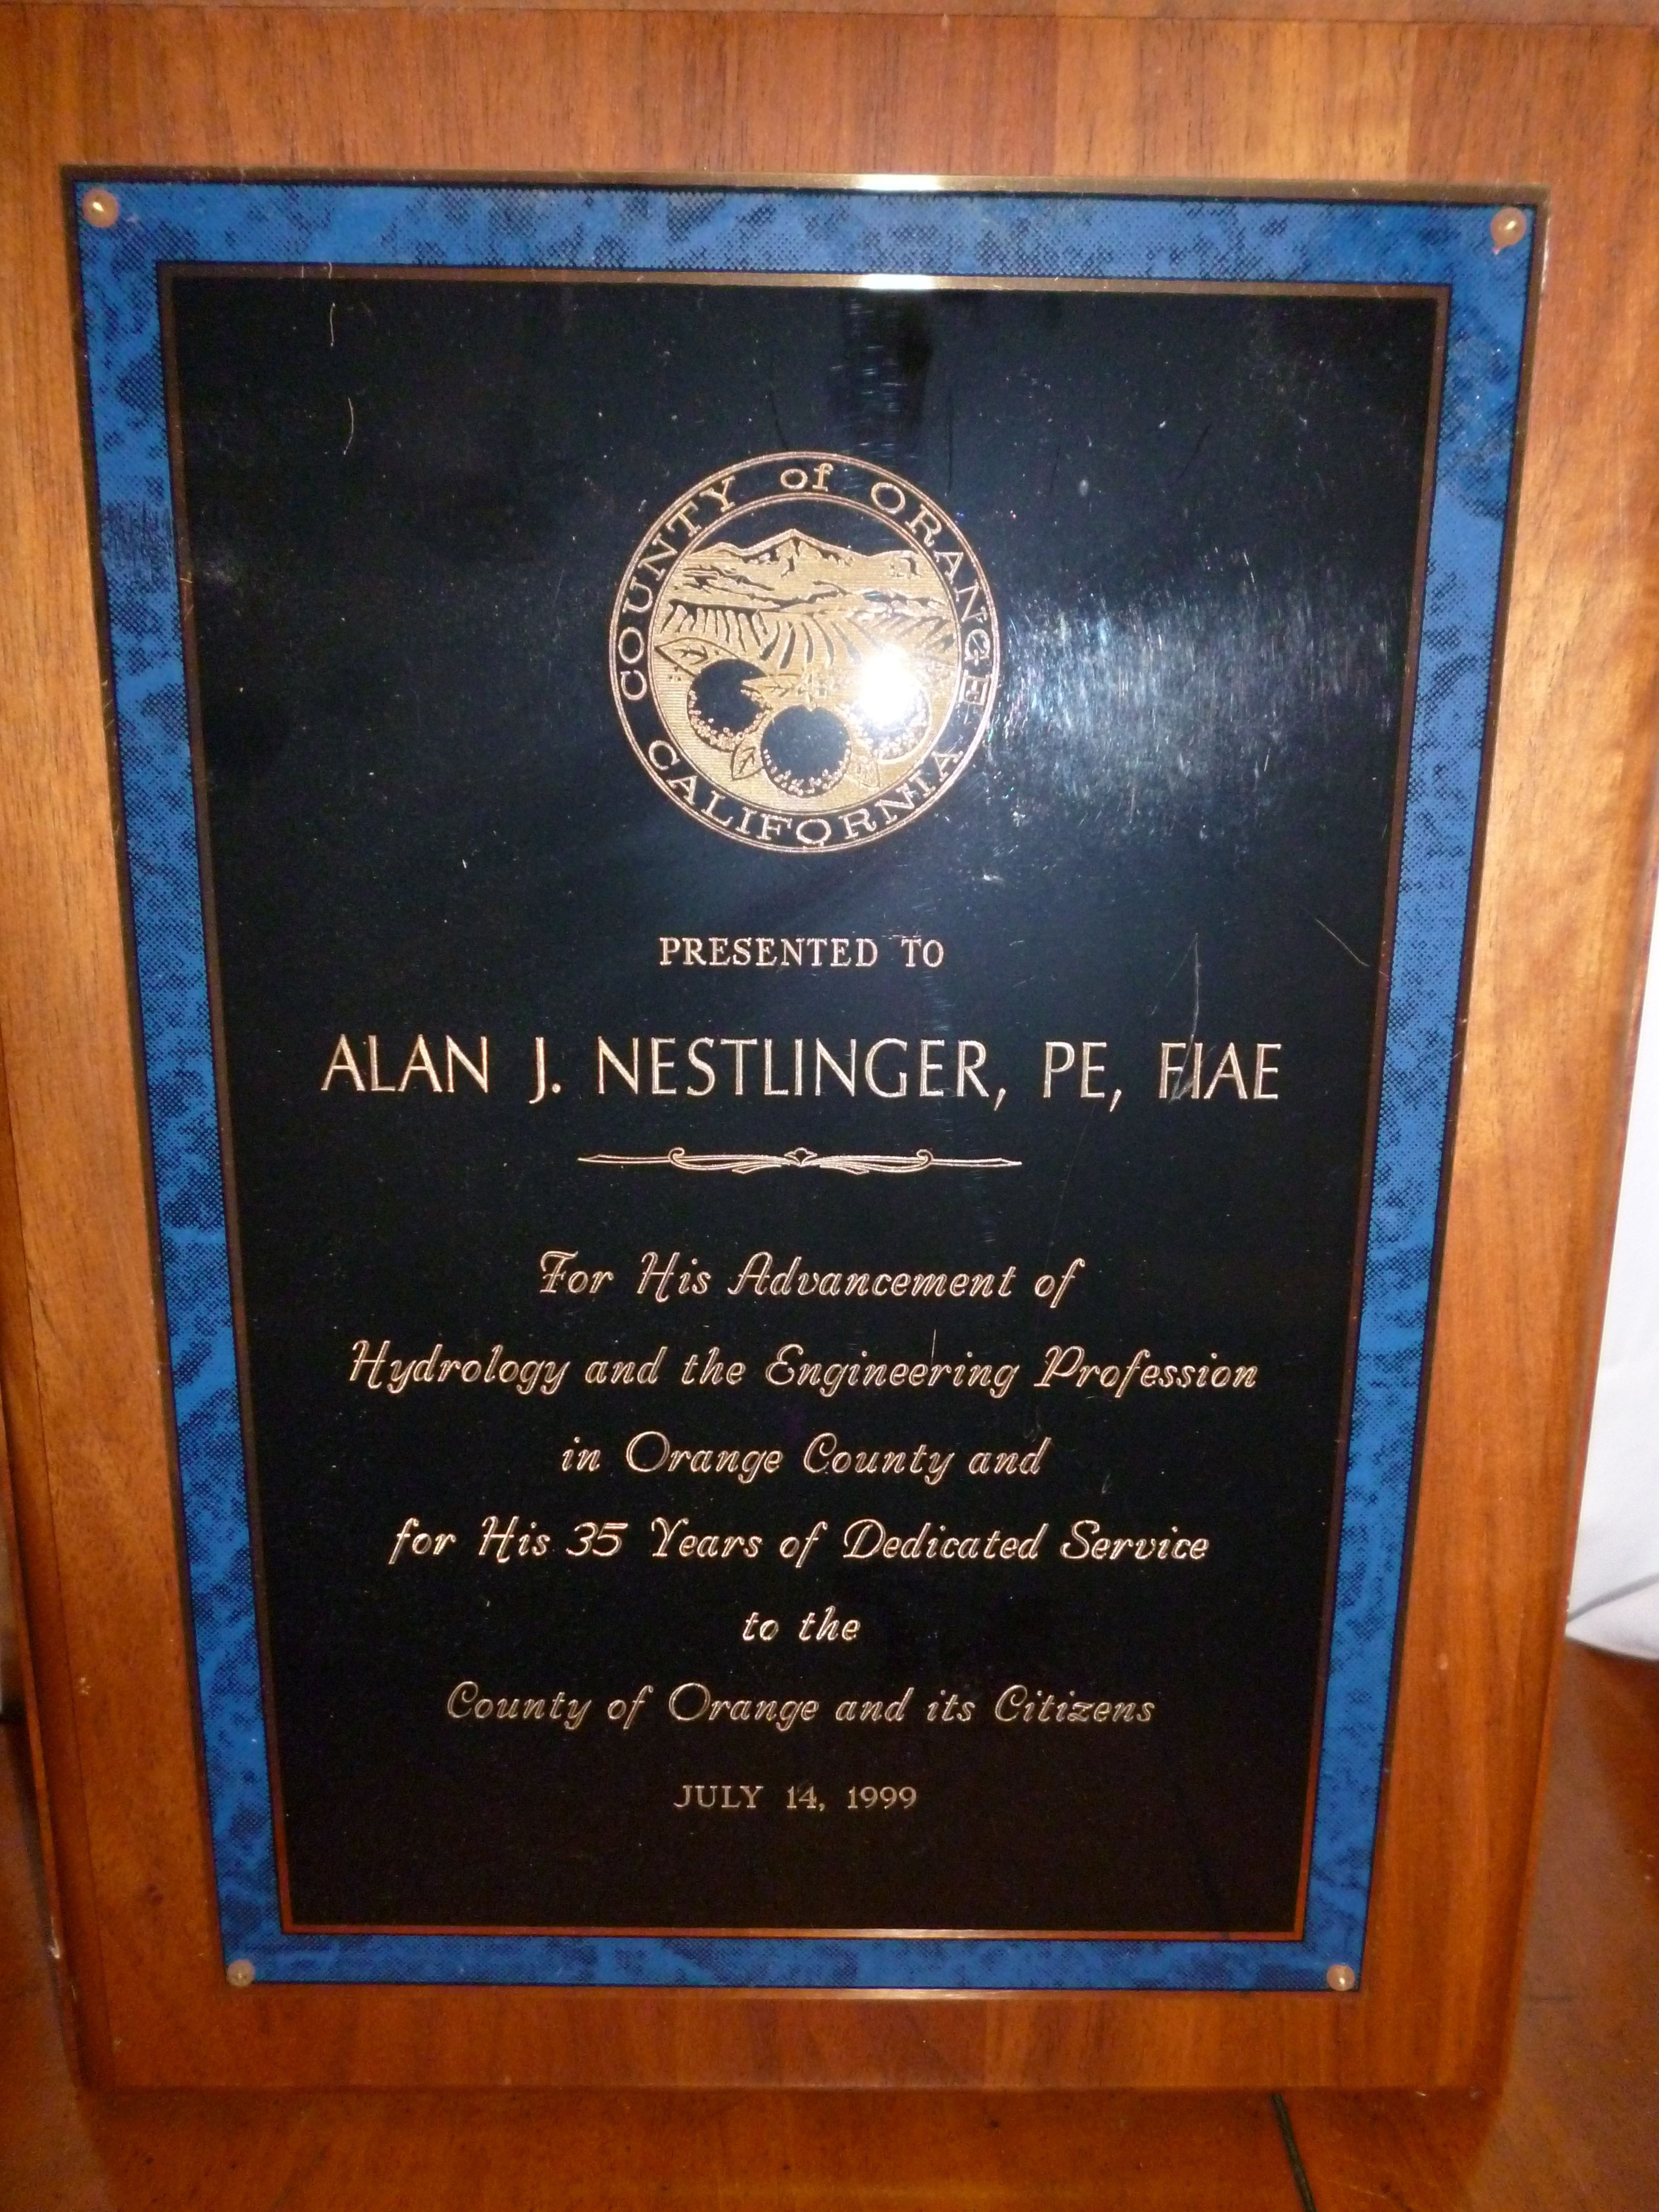 COUNTY of ORANGE
CALIFORNIA
PRESENTED TO
ALAN J. NESTLINGER, PE, FIAE
For His Advancement of
Hydrology and the Engineering Profession
in Orange County and
for His 35 Years of Dedicated Service
to the
County of Orange and its Citizens
JULY 14, 1999